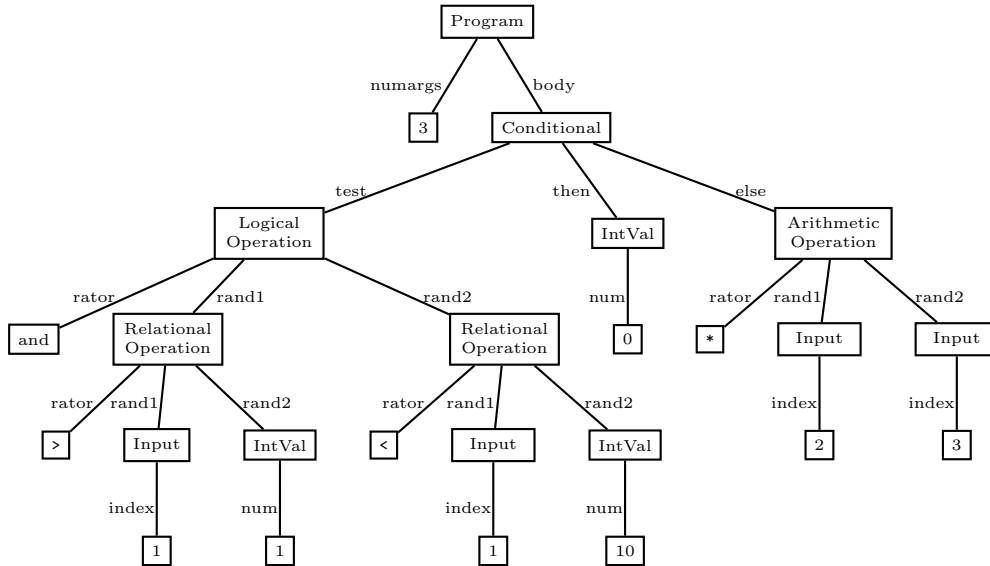 Program
numargs
body
3
Conditional
test
then
else
Logical
Operation
IntVal
Arithmetic
Operation
rator
rand1
rand2
num
rator
rand1
rand2
and
Relational
Operation
Relational
Operation
0
*
Input
Input
rator
rand1
rand2
rator
rand1
rand2
index
index
>
Input
IntVal
<
Input
IntVal
2
3
index
num
index
num
1
1
1
10